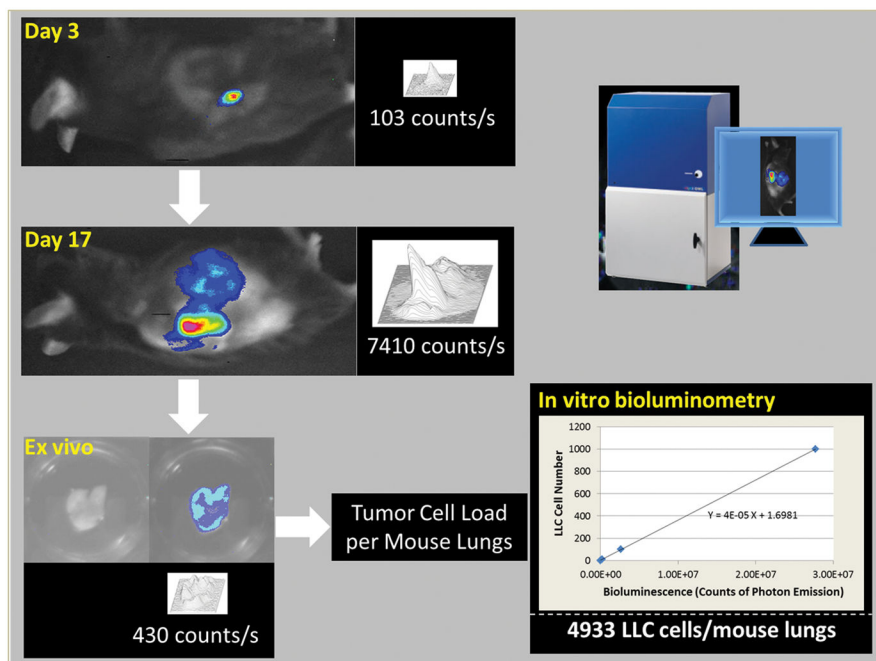 Day 3
103 counts/s
Day 17
7410 counts/s
Ex vivo
430 counts/s
Tumor Cell Load
per Mouse Lungs
In vitro bioluminometry
LLC Cell Number
1200
1000
800
600
400
200
0
Y = 4E-05 X + 1.6981
0.00E+00
1.00E+07
2.00E+07
3.00E+07
Bioluminescence (Counts of Photon Emission)
4933 LLC cells/mouse lungs